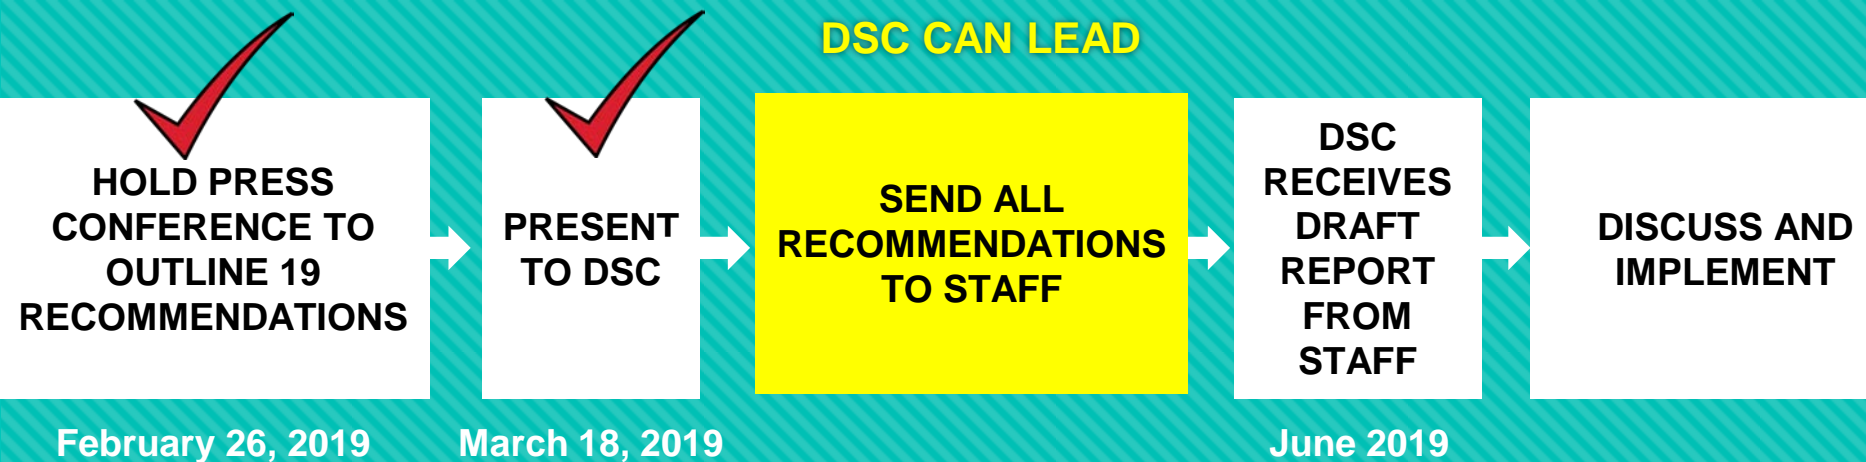 DSC CAN LEAD
HOLD PRESS
CONFERENCE TO
OUTLINE 19
RECOMMENDATIONS
PRESENT
TO DSC
SEND ALL
RECOMMENDATIONS
TO STAFF
DSC
RECEIVES
DRAFT
REPORT
FROM
STAFF
DISCUSS AND
IMPLEMENT
February 26, 2019
March 18, 2019
June 2019